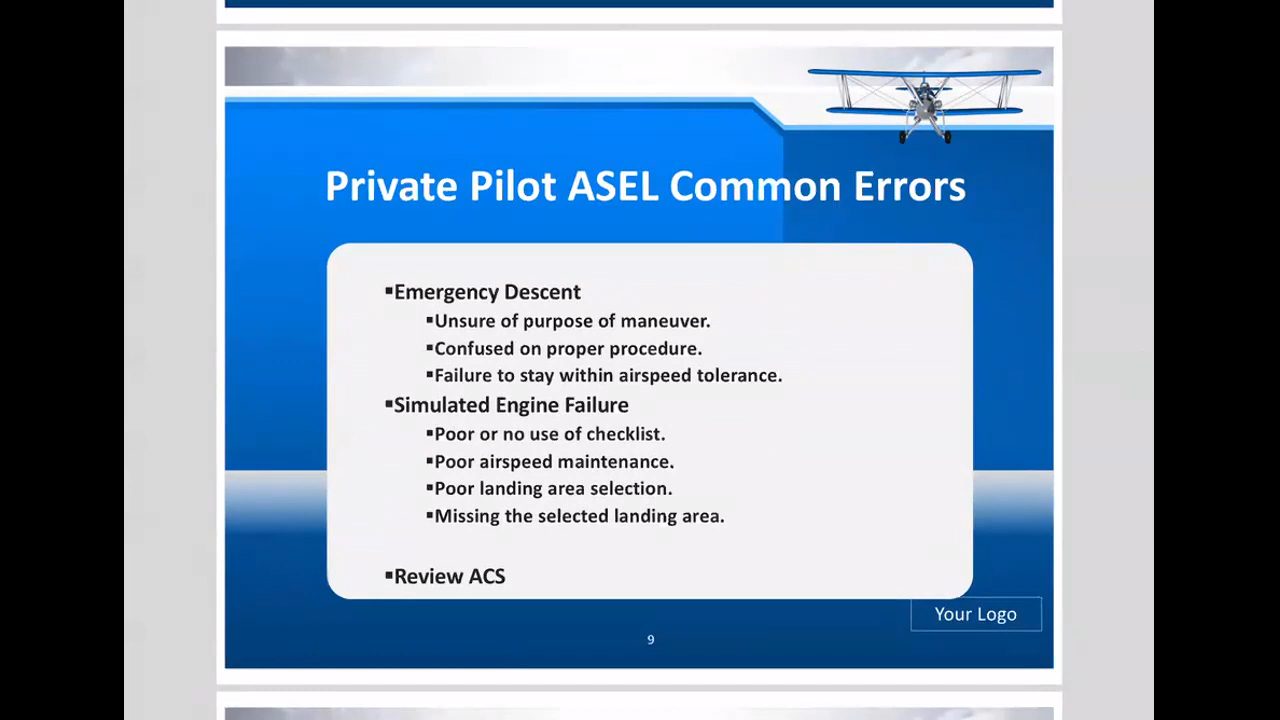 Private Pilot ASEL Common Errors
▪Emergency Descent
▪Unsure of purpose of maneuver.
▪Confused on proper procedure.
▪Failure to stay within airspeed tolerance.
▪Simulated Engine Failure
▪Poor or no use of checklist.
▪Poor airspeed maintenance.
▪Poor landing area selection.
▪Missing the selected landing area.
▪Review ACS
Your Logo
9